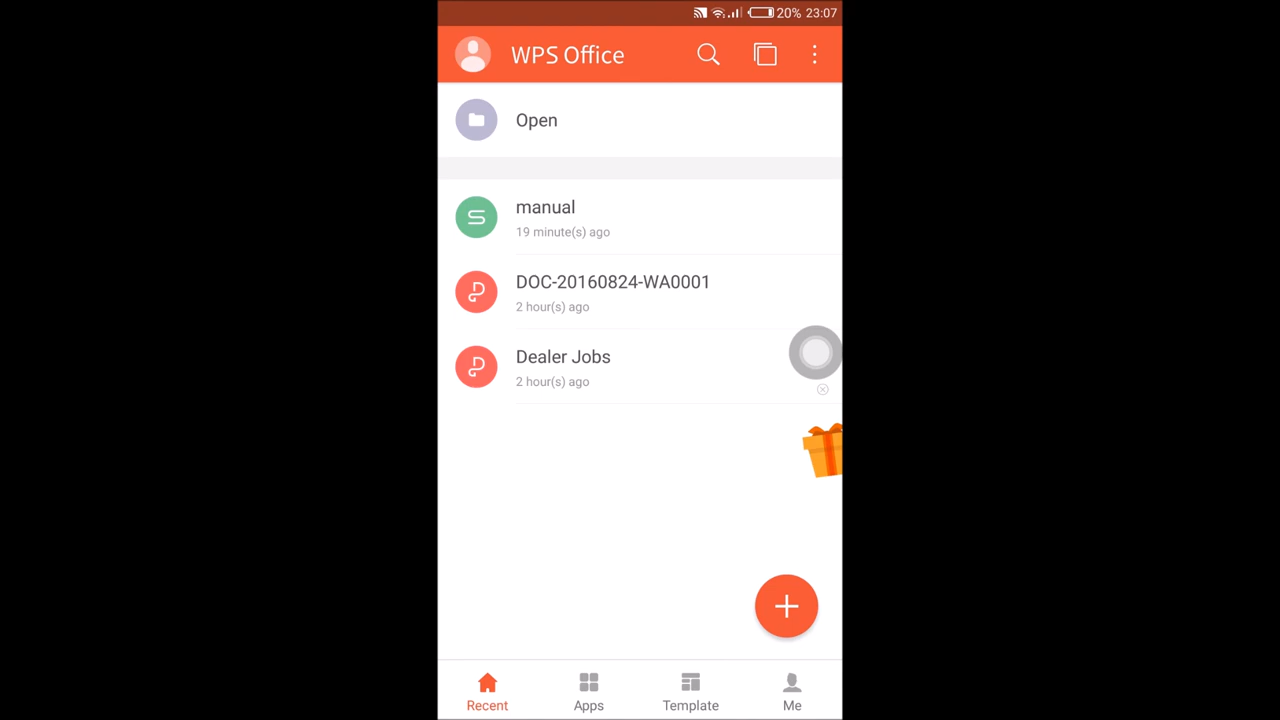 20% 23:07
WPS Office
Open
manual
19 minute(s) ago
DOC-20160824-WA0001
2 hour(s) ago
Dealer Jobs
2 hour(s) ago
Recent Apps Template Me